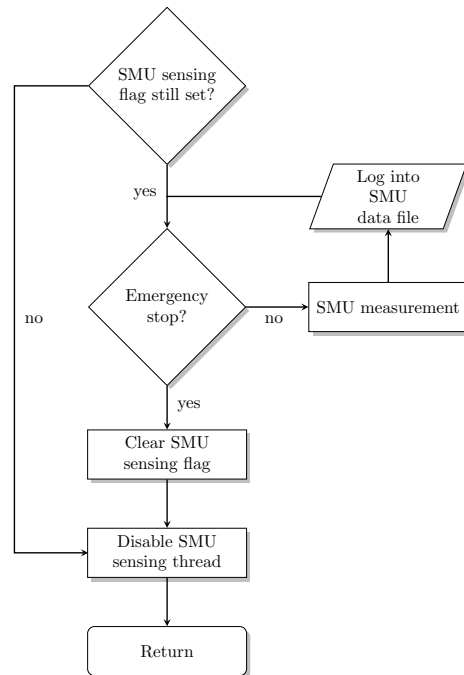 SMU sensing
flag still set?
yes
Log into
SMU
data file
Emergency
stop?
no
SMU measurement
no
yes
Clear SMU
sensing flag
Disable SMU
sensing thread
Return